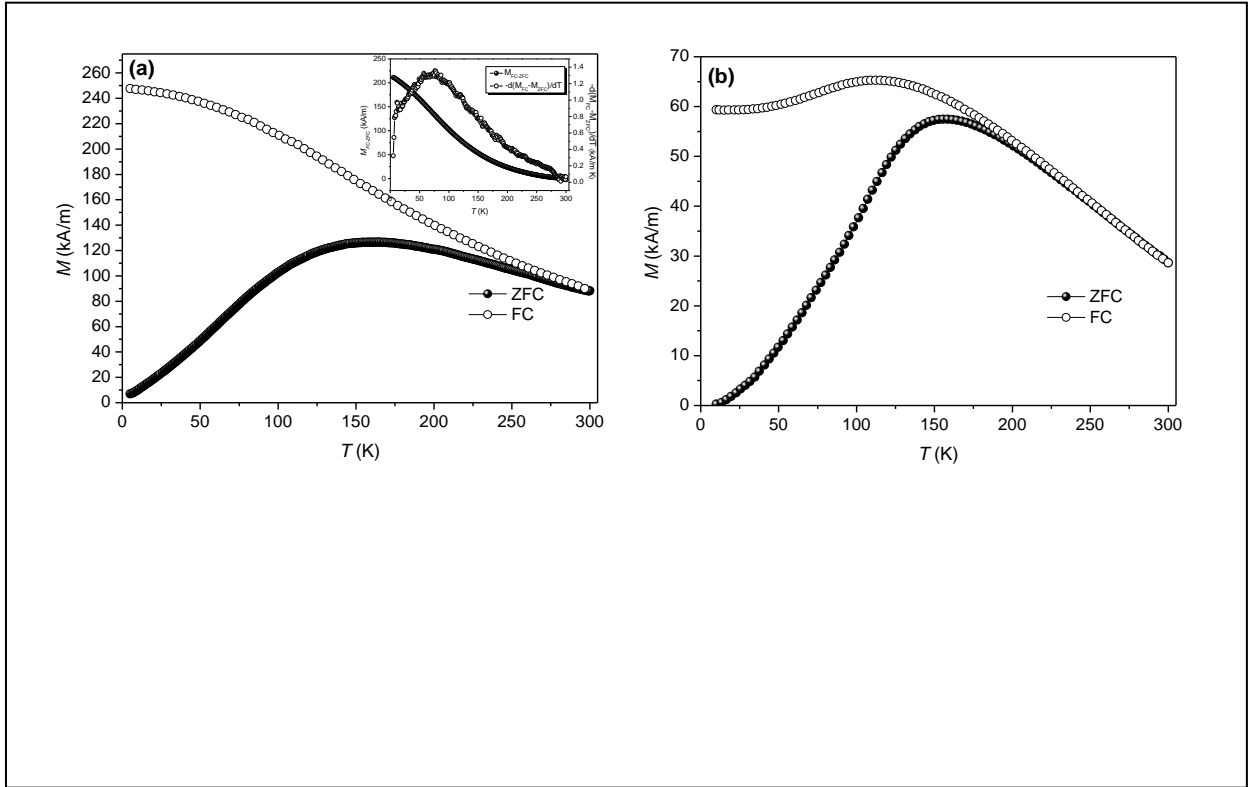 (a)
260
240
220
200
180
160
140
120
100
80
60
40
20
0
M (kA/m)
0 50 100 150 200 250 300
T (K)
ZFC
FC
250
200
150
100
50
0
M_FC-ZFC (kA/m)
M_FC-ZFC
-d(M_FC-M_ZFC)/dT
1.4
1.2
1.0
0.8
0.6
0.4
0.2
0.0
-d(M_FC-M_ZFC)/dT (kA/m K)
50 100 150 200 250 300
T (K)
(b)
70
60
50
40
30
20
10
0
M (kA/m)
0 50 100 150 200 250 300
T (K)
ZFC
FC